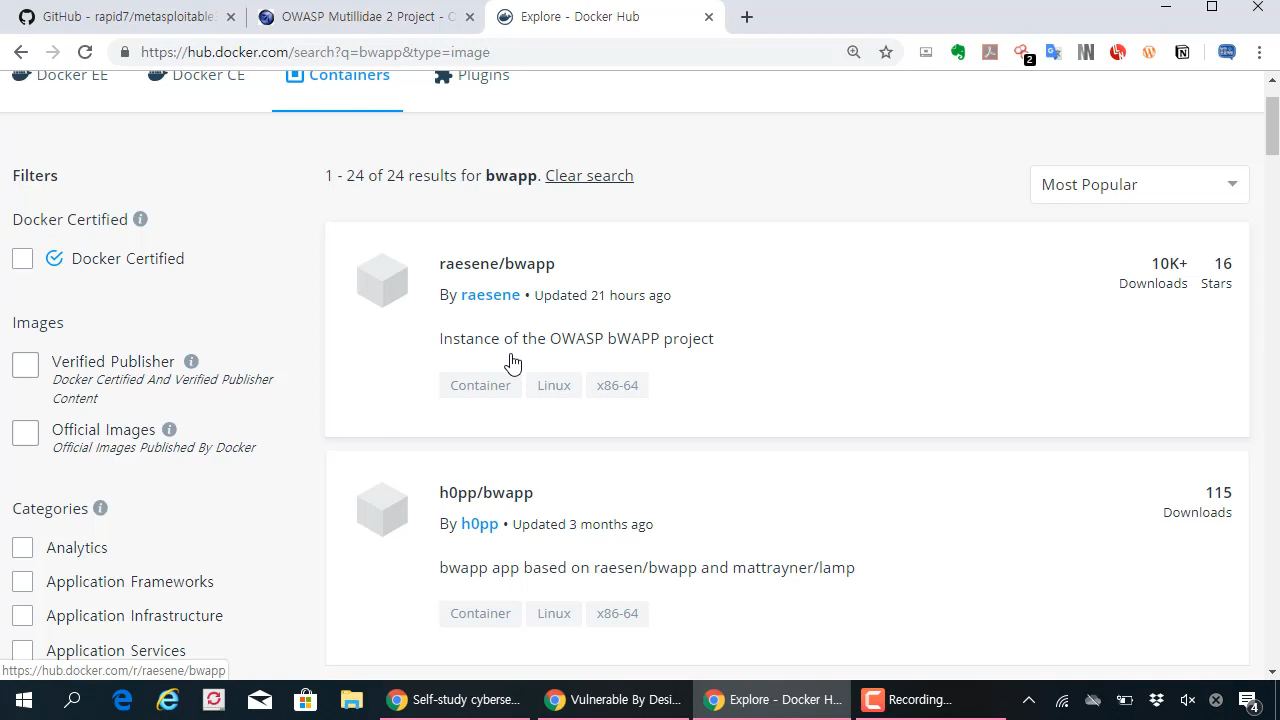 GitHub - rapid7/metasploitable3
OWASP Mutillidae 2 Project - O
Explore - Docker Hub
https://hub.docker.com/search?q=bwapp&type=image
2
Docker EE
Docker CE
Containers
Plugins
Filters
1 - 24 of 24 results for bwapp. Clear search
Most Popular
Docker Certified
Docker Certified
Images
Verified Publisher
Docker Certified And Verified Publisher
Content
Official Images
Official Images Published By Docker
Categories
Analytics
Application Frameworks
Application Infrastructure
Application Services
raesene/bwapp
By raesene • Updated 21 hours ago
10K+
Downloads
16
Stars
Instance of the OWASP bWAPP project
Container
Linux
x86-64
h0pp/bwapp
By h0pp • Updated 3 months ago
115
Downloads
bwapp app based on raesen/bwapp and mattrayner/lamp
Container
Linux
x86-64
https://hub.docker.com/r/raesene/bwapp
Self-study cyberse...
Vulnerable By Desi...
Explore - Docker H...
Recording...
4